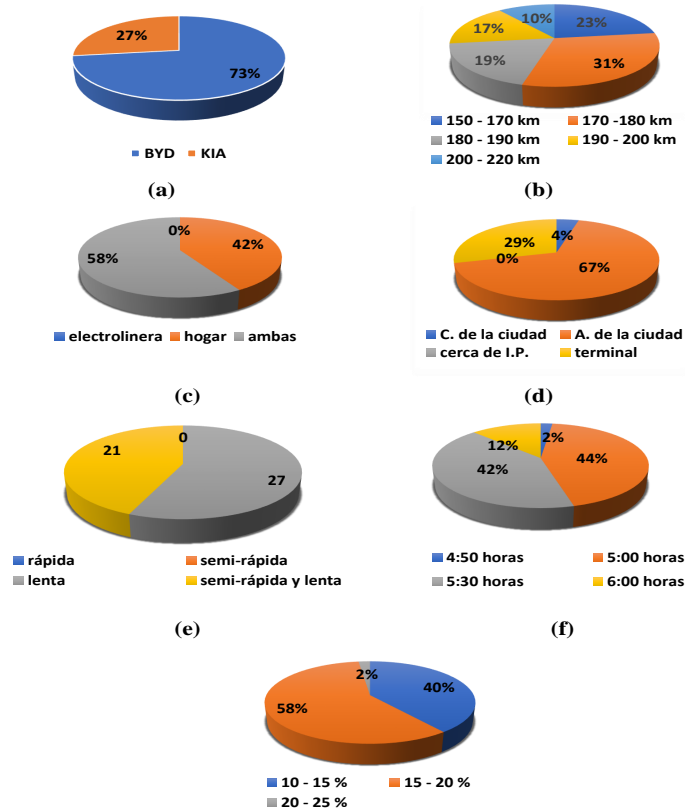 27%
73%
BYD KIA
(a)
10%
23%
17%
19%
31%
150 - 170 km 170 -180 km
180 - 190 km 190 - 200 km
200 - 220 km
(b)
0%
42%
58%
electrolinera hogar ambas
(c)
4%
29%
0%
67%
C. de la ciudad A. de la ciudad
cerca de I.P. terminal
(d)
21
0
27
rápida semi-rápida
lenta semi-rápida y lenta
(e)
12%
2%
44%
42%
4:50 horas 5:00 horas
5:30 horas 6:00 horas
(f)
2%
40%
58%
10 - 15 % 15 - 20 %
20 - 25 %